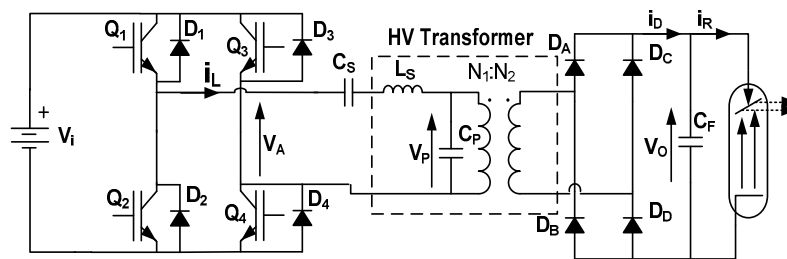 Q1
D1
Q3
D3
iL
CS
HV Transformer
LS
N1:N2
DA
iD
iR
DC
+
Vi
VA
VP
CP
VO
CF
Q2
D2
Q4
D4
DB
DD